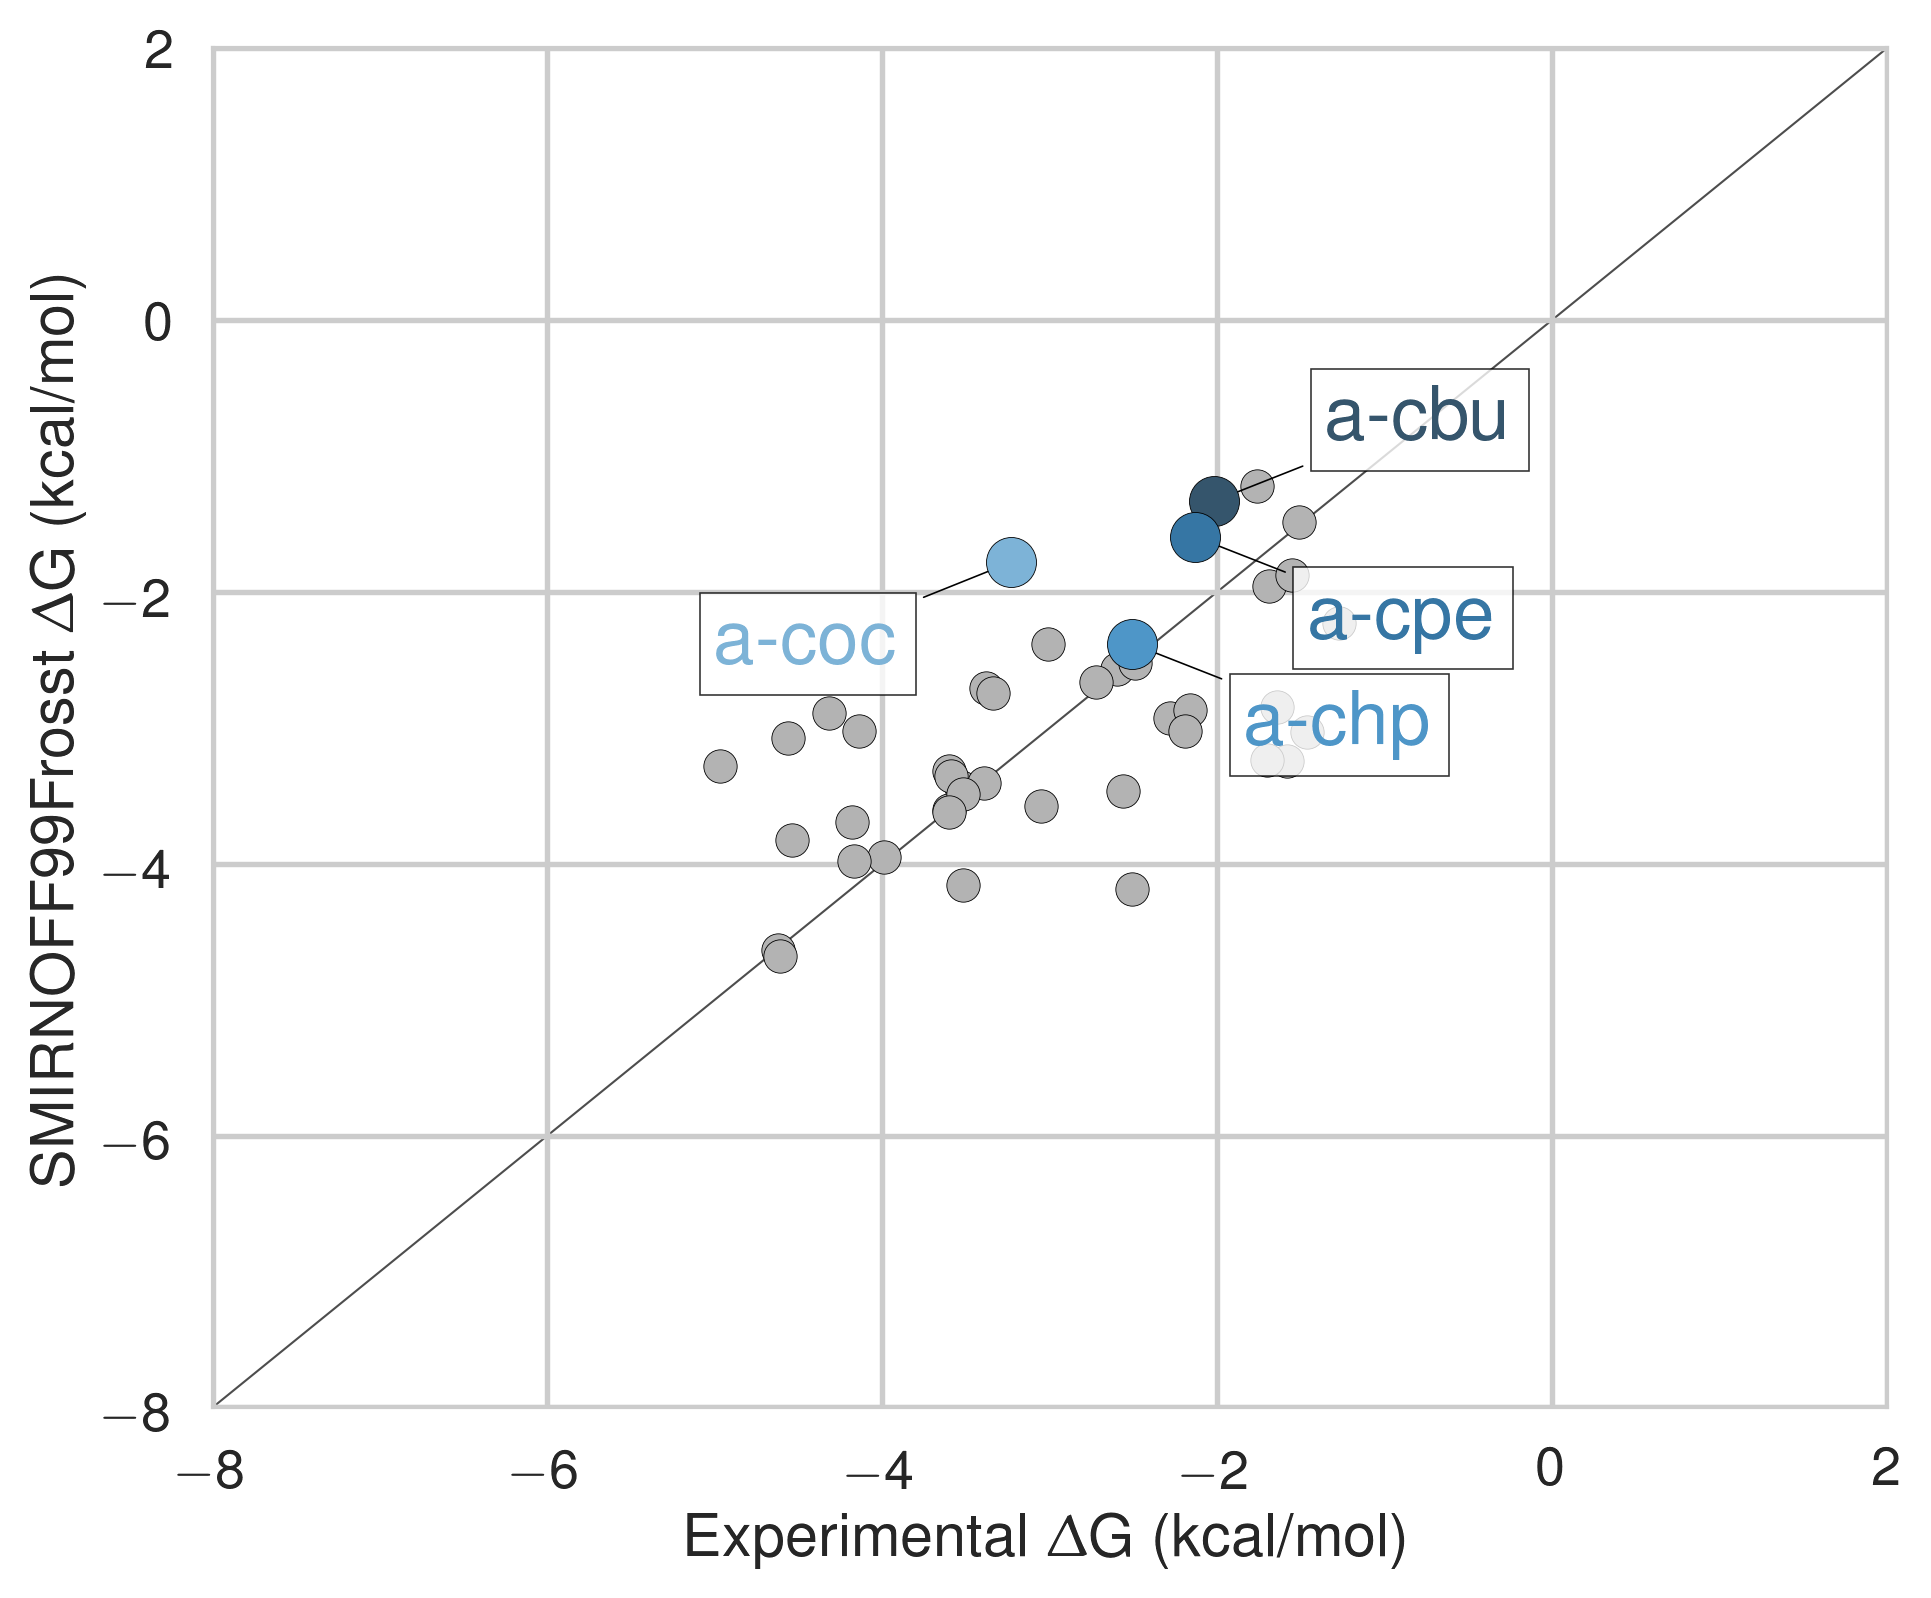 2
0
−2
−4
−6
−8
SMIRNOFF99Frosst ΔG (kcal/mol)
a-cbu
a-cpe
a-coc
a-chp
−8
−6
−4
−2
0
2
Experimental ΔG (kcal/mol)